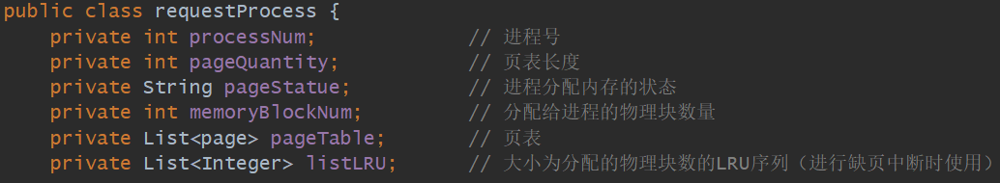 public class requestProcess {
private int processNum; // 进程号
private int pageQuantity; // 页表长度
private String pageStatue; // 进程分配内存的状态
private int memoryBlockNum; // 分配给进程的物理块数量
private List<page> pageTable; // 页表
private List<Integer> listLRU; // 大小为分配的物理块数的LRU序列（进行缺页中断时使用）